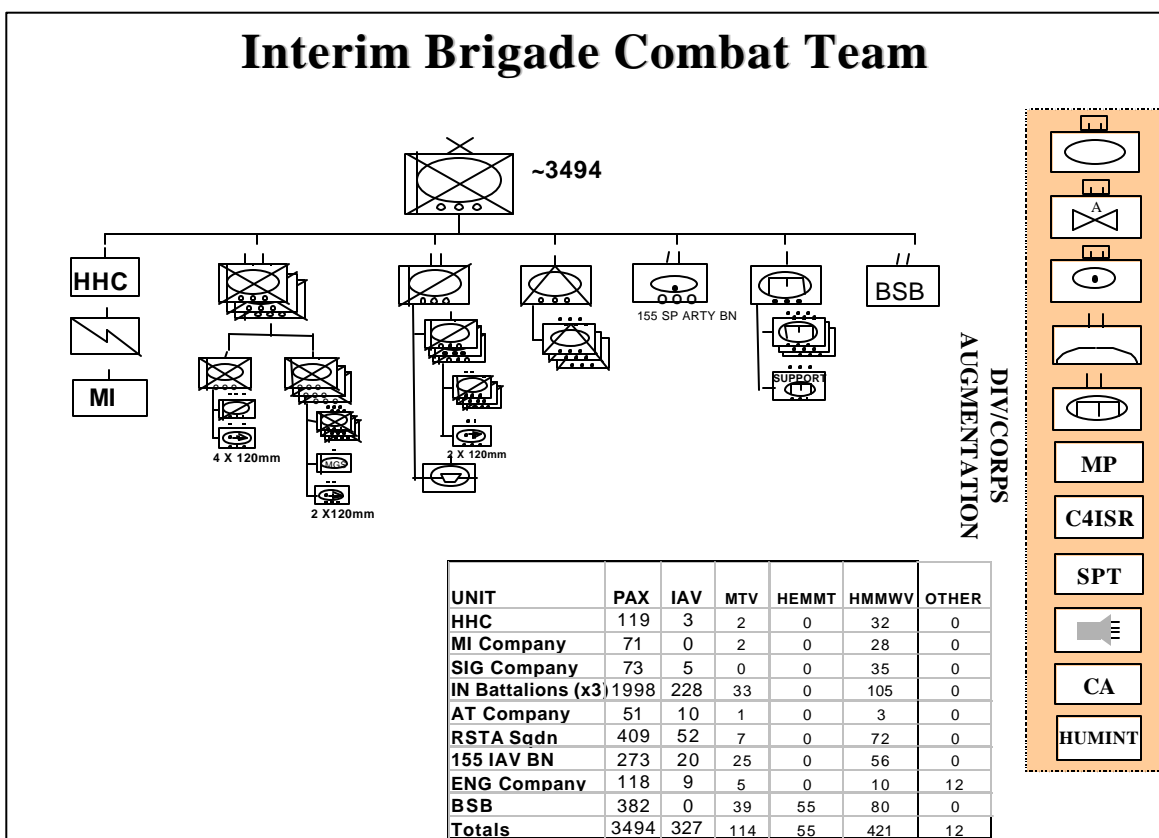 Interim Brigade Combat Team
~3494
HHC
MI
4 X 120mm
MGS
2 X120mm
2 X 120mm
155 SP ARTY BN
SUPPORT
BSB
DIV/CORPS
AUGMENTATION
A
MP
C4ISR
SPT
CA
HUMINT
UNIT PAX IAV MTV HEMMT HMMWV OTHER
HHC 119 3 2 0 32 0
MI Company 71 0 2 0 28 0
SIG Company 73 5 0 0 35 0
IN Battalions (x3) 1998 228 33 0 105 0
AT Company 51 10 1 0 3 0
RSTA Sqdn 409 52 7 0 72 0
155 IAV BN 273 20 25 0 56 0
ENG Company 118 9 5 0 10 12
BSB 382 0 39 55 80 0
Totals 3494 327 114 55 421 12